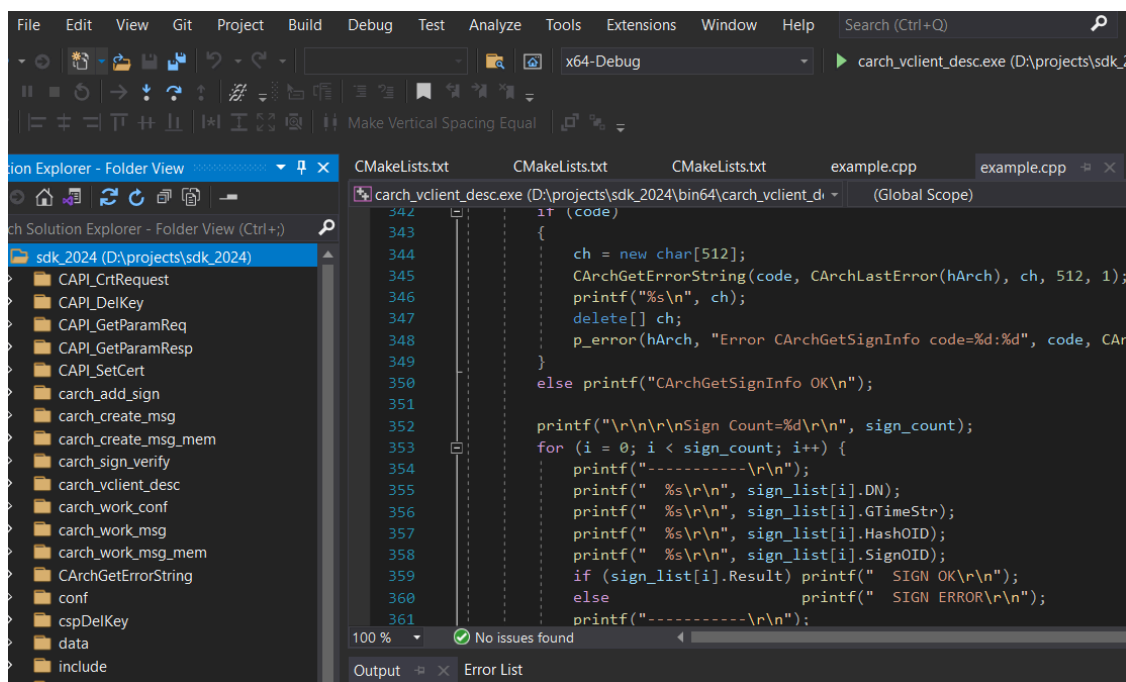 File Edit View Git Project Build Debug Test Analyze Tools Extensions Window Help Search (Ctrl+Q)
x64-Debug carch_vclient_desc.exe (D:\projects\sdk_
Make Vertical Spacing Equal
tion Explorer - Folder View
ch Solution Explorer - Folder View (Ctrl+;)
sdk_2024 (D:\projects\sdk_2024)
CAPI_CrtRequest
CAPI_DelKey
CAPI_GetParamReq
CAPI_GetParamResp
CAPI_SetCert
carch_add_sign
carch_create_msg
carch_create_msg_mem
carch_sign_verify
carch_vclient_desc
carch_work_conf
carch_work_msg
carch_work_msg_mem
CArchGetErrorString
conf
cspDelKey
data
include
CMakeLists.txt CMakeLists.txt CMakeLists.txt example.cpp example.cpp
carch_vclient_desc.exe (D:\projects\sdk_2024\bin64\carch_vclient_d (Global Scope)
342 if (code)
343 {
344 ch = new char[512];
345 CArchGetErrorString(code, CArchLastError(hArch), ch, 512, 1);
346 printf("%s\n", ch);
347 delete[] ch;
348 p_error(hArch, "Error CArchGetSignInfo code=%d:%d", code, CAr
349 }
350 else printf("CArchGetSignInfo OK\n");
351
352 printf("\r\n\r\nSign Count=%d\r\n", sign_count);
353 for (i = 0; i < sign_count; i++) {
354 printf("-----------\r\n");
355 printf("  %s\r\n", sign_list[i].DN);
356 printf("  %s\r\n", sign_list[i].GTimeStr);
357 printf("  %s\r\n", sign_list[i].HashOID);
358 printf("  %s\r\n", sign_list[i].SignOID);
359 if (sign_list[i].Result) printf("  SIGN OK\r\n");
360 else printf("  SIGN ERROR\r\n");
361 printf("-----------\r\n");
100 % No issues found
Output Error List